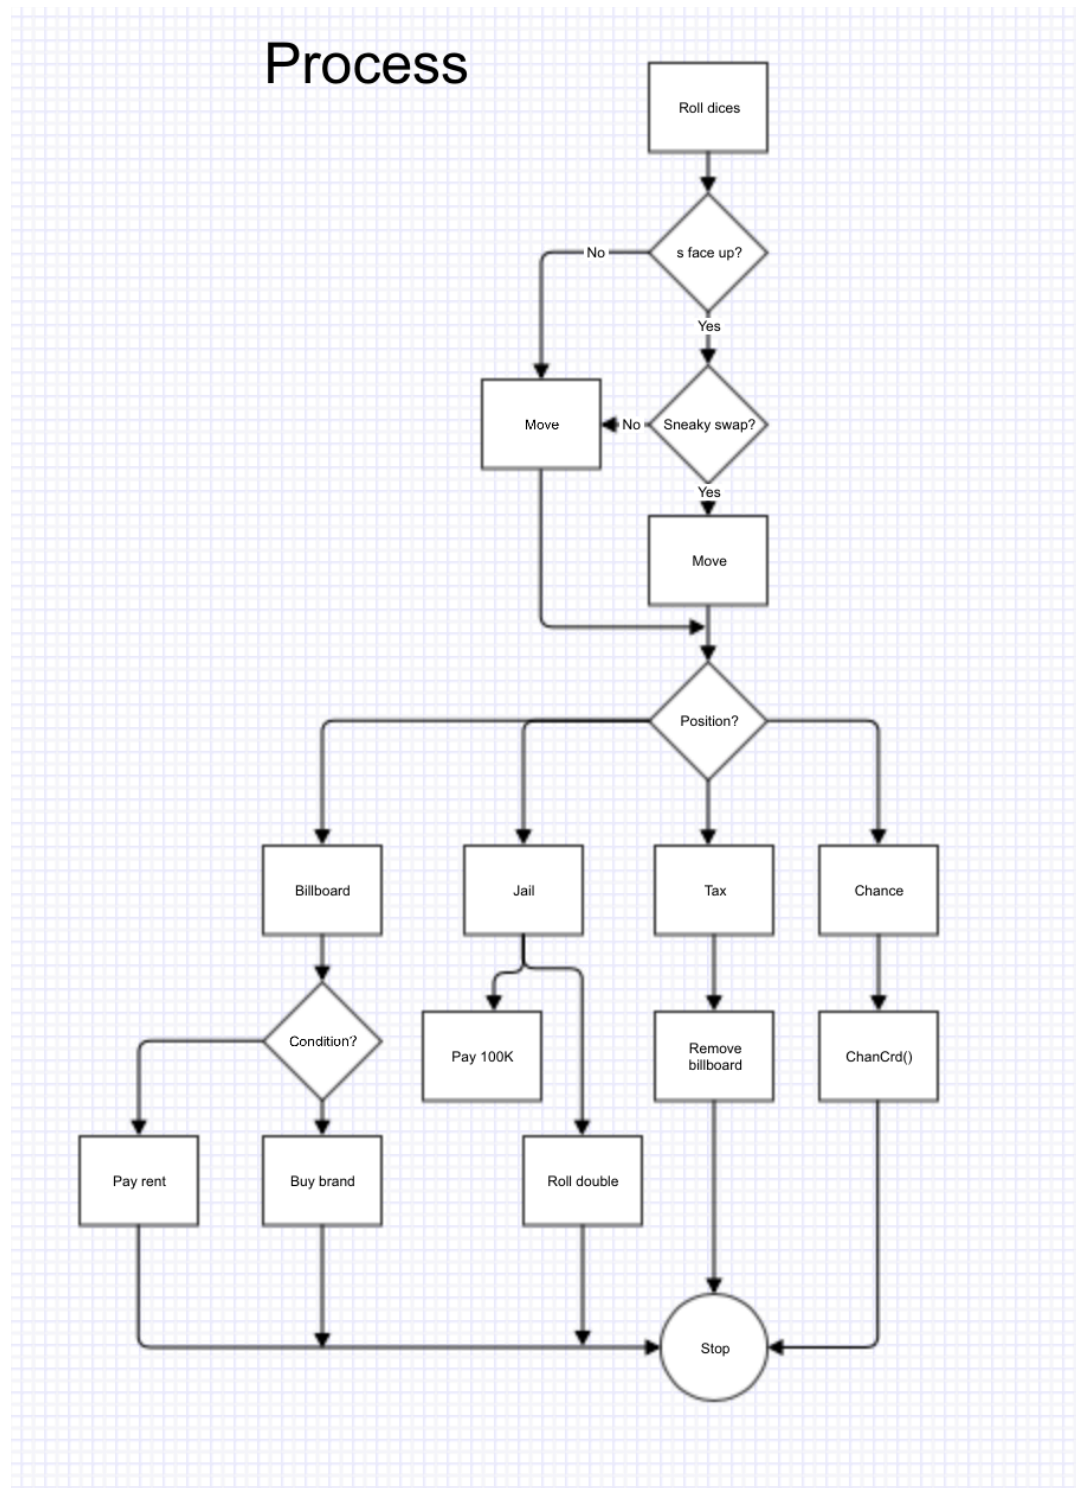 Process
Roll dices
s face up?
No
Yes
Move
No
Sneaky swap?
Yes
Move
Position?
Billboard
Jail
Tax
Chance
Condition?
Pay 100K
Remove
billboard
ChanCrd()
Pay rent
Buy brand
Roll double
Stop